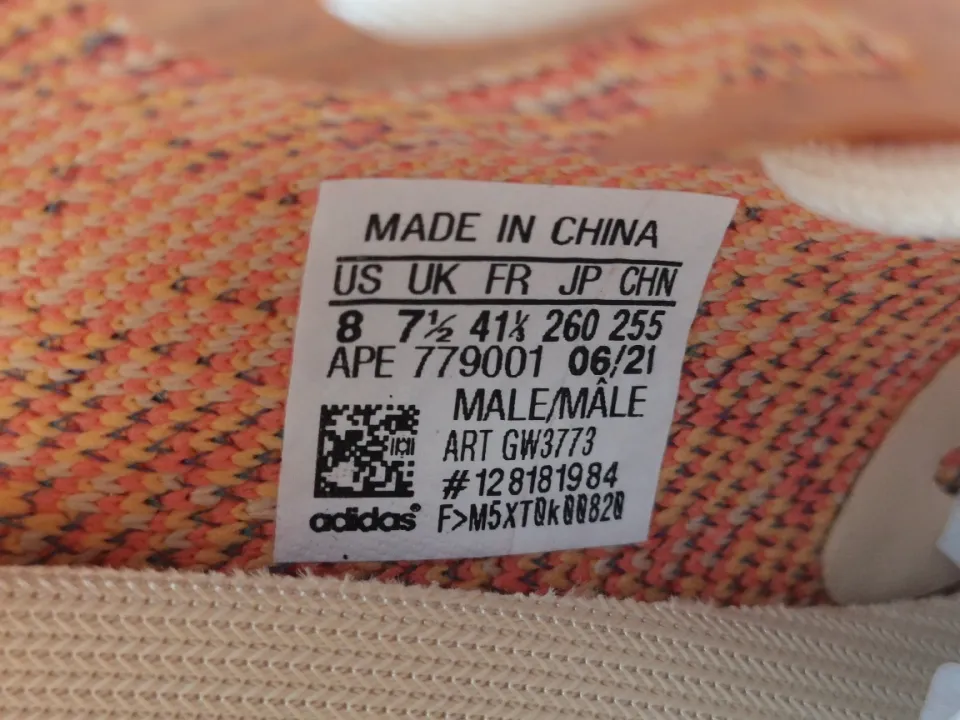 MADE IN CHINA
US UK FR JP CHN
8 7½ 41⅓ 260 255
APE 779001 06/21
MALE/MÂLE
ART GW3773
#128181984
adidas® F>M5XT0k00820